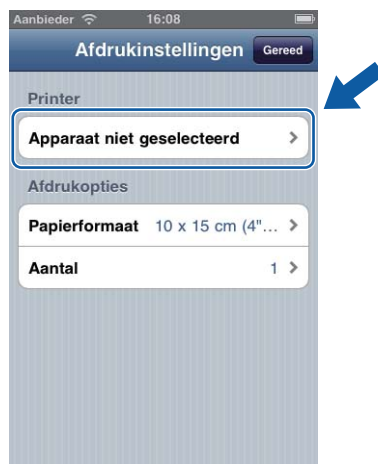 Aanbieder 16:08
Afdrukinstellingen Gereed
Printer
Apparaat niet geselecteerd
Afdrukopties
Papierformaat 10 x 15 cm (4"...
Aantal 1